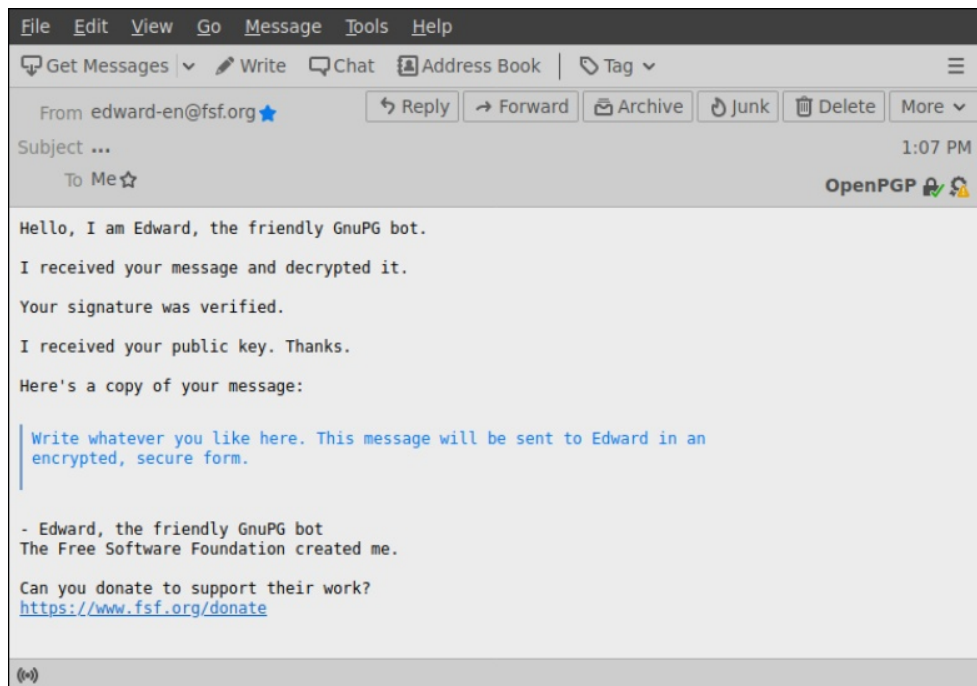 File Edit View Go Message Tools Help
Get Messages Write Chat Address Book Tag
From edward-en@fsf.org Reply Forward Archive Junk Delete More
Subject ... 1:07 PM
To Me
OpenPGP
Hello, I am Edward, the friendly GnuPG bot.
I received your message and decrypted it.
Your signature was verified.
I received your public key. Thanks.
Here's a copy of your message:
Write whatever you like here. This message will be sent to Edward in an
encrypted, secure form.
- Edward, the friendly GnuPG bot
The Free Software Foundation created me.
Can you donate to support their work?
https://www.fsf.org/donate